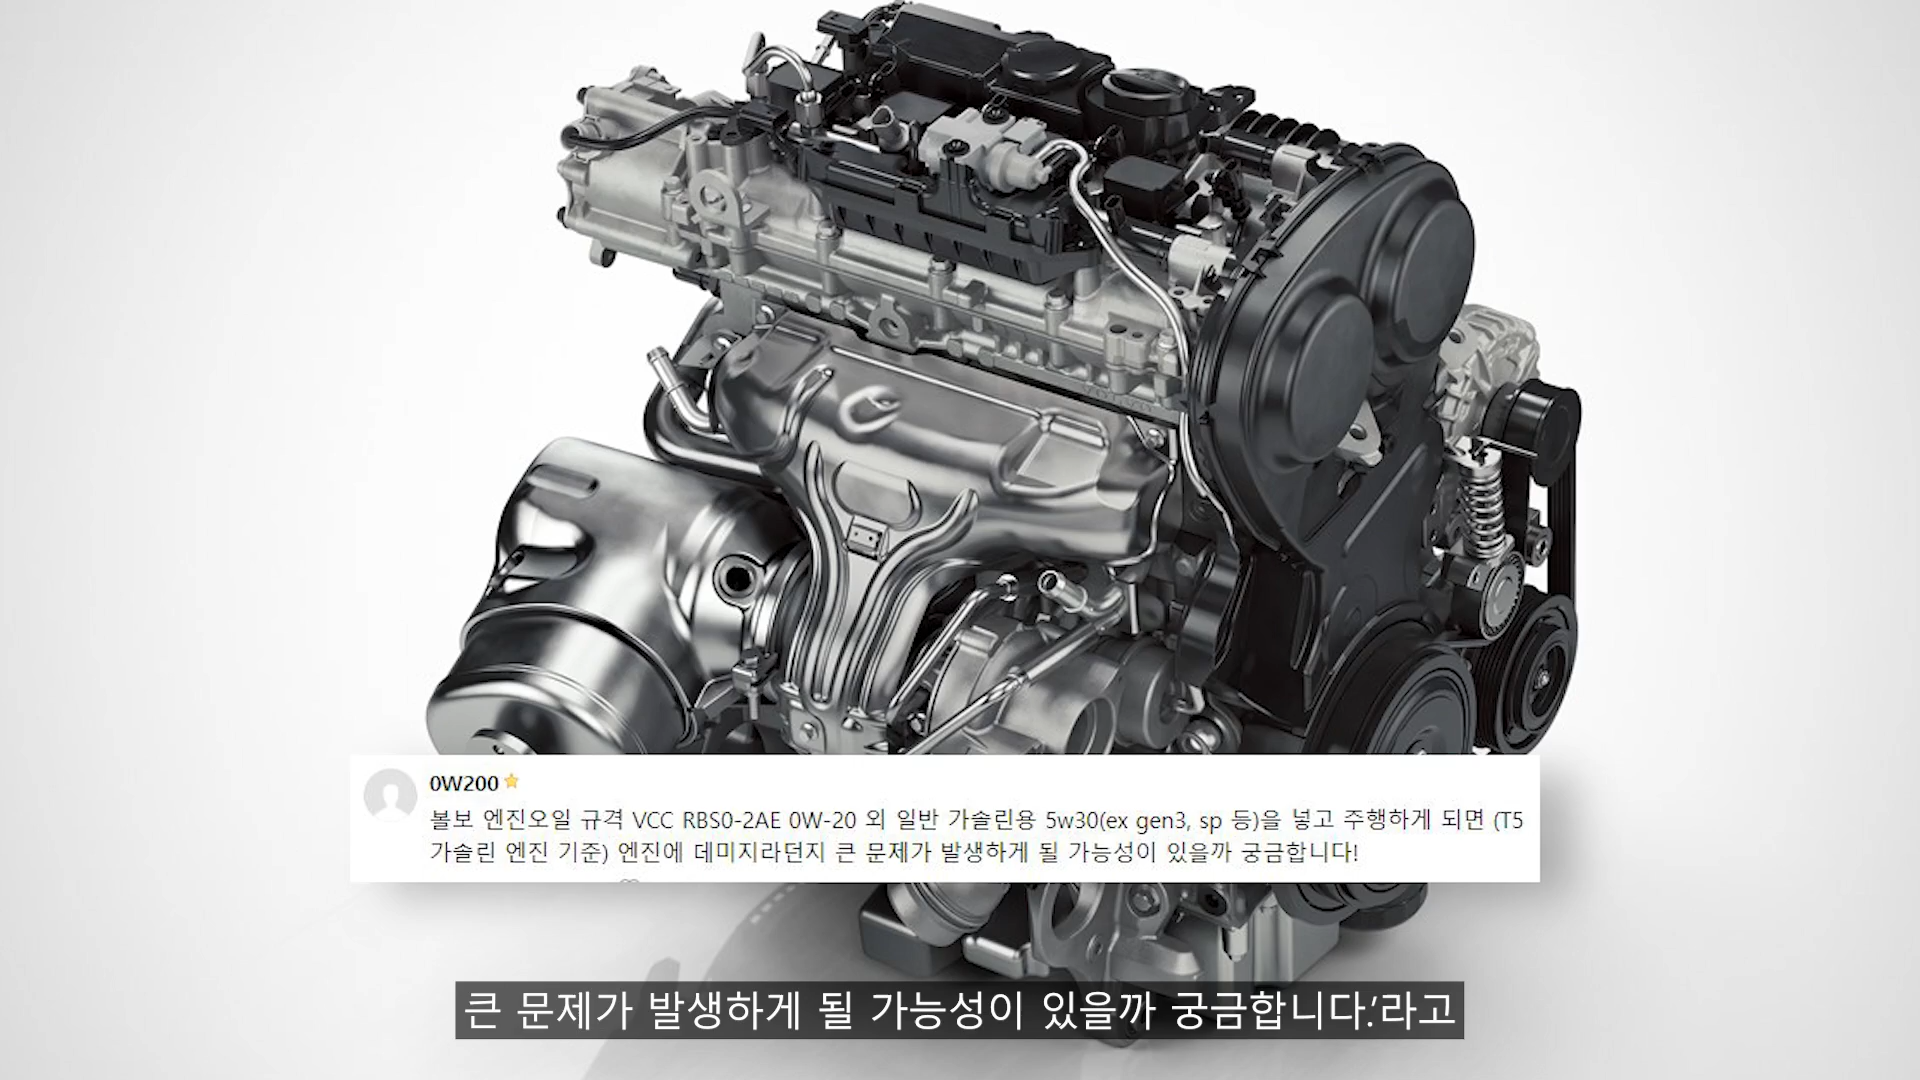 0W200
볼보 엔진오일 규격 VCC RBS0-2AE 0W-20 외 일반 가솔린용 5w30(ex gen3, sp 등)을 넣고 주행하게 되면 (T5
가솔린 엔진 기준) 엔진에 데미지라던지 큰 문제가 발생하게 될 가능성이 있을까 궁금합니다!
큰 문제가 발생하게 될 가능성이 있을까 궁금합니다.'라고